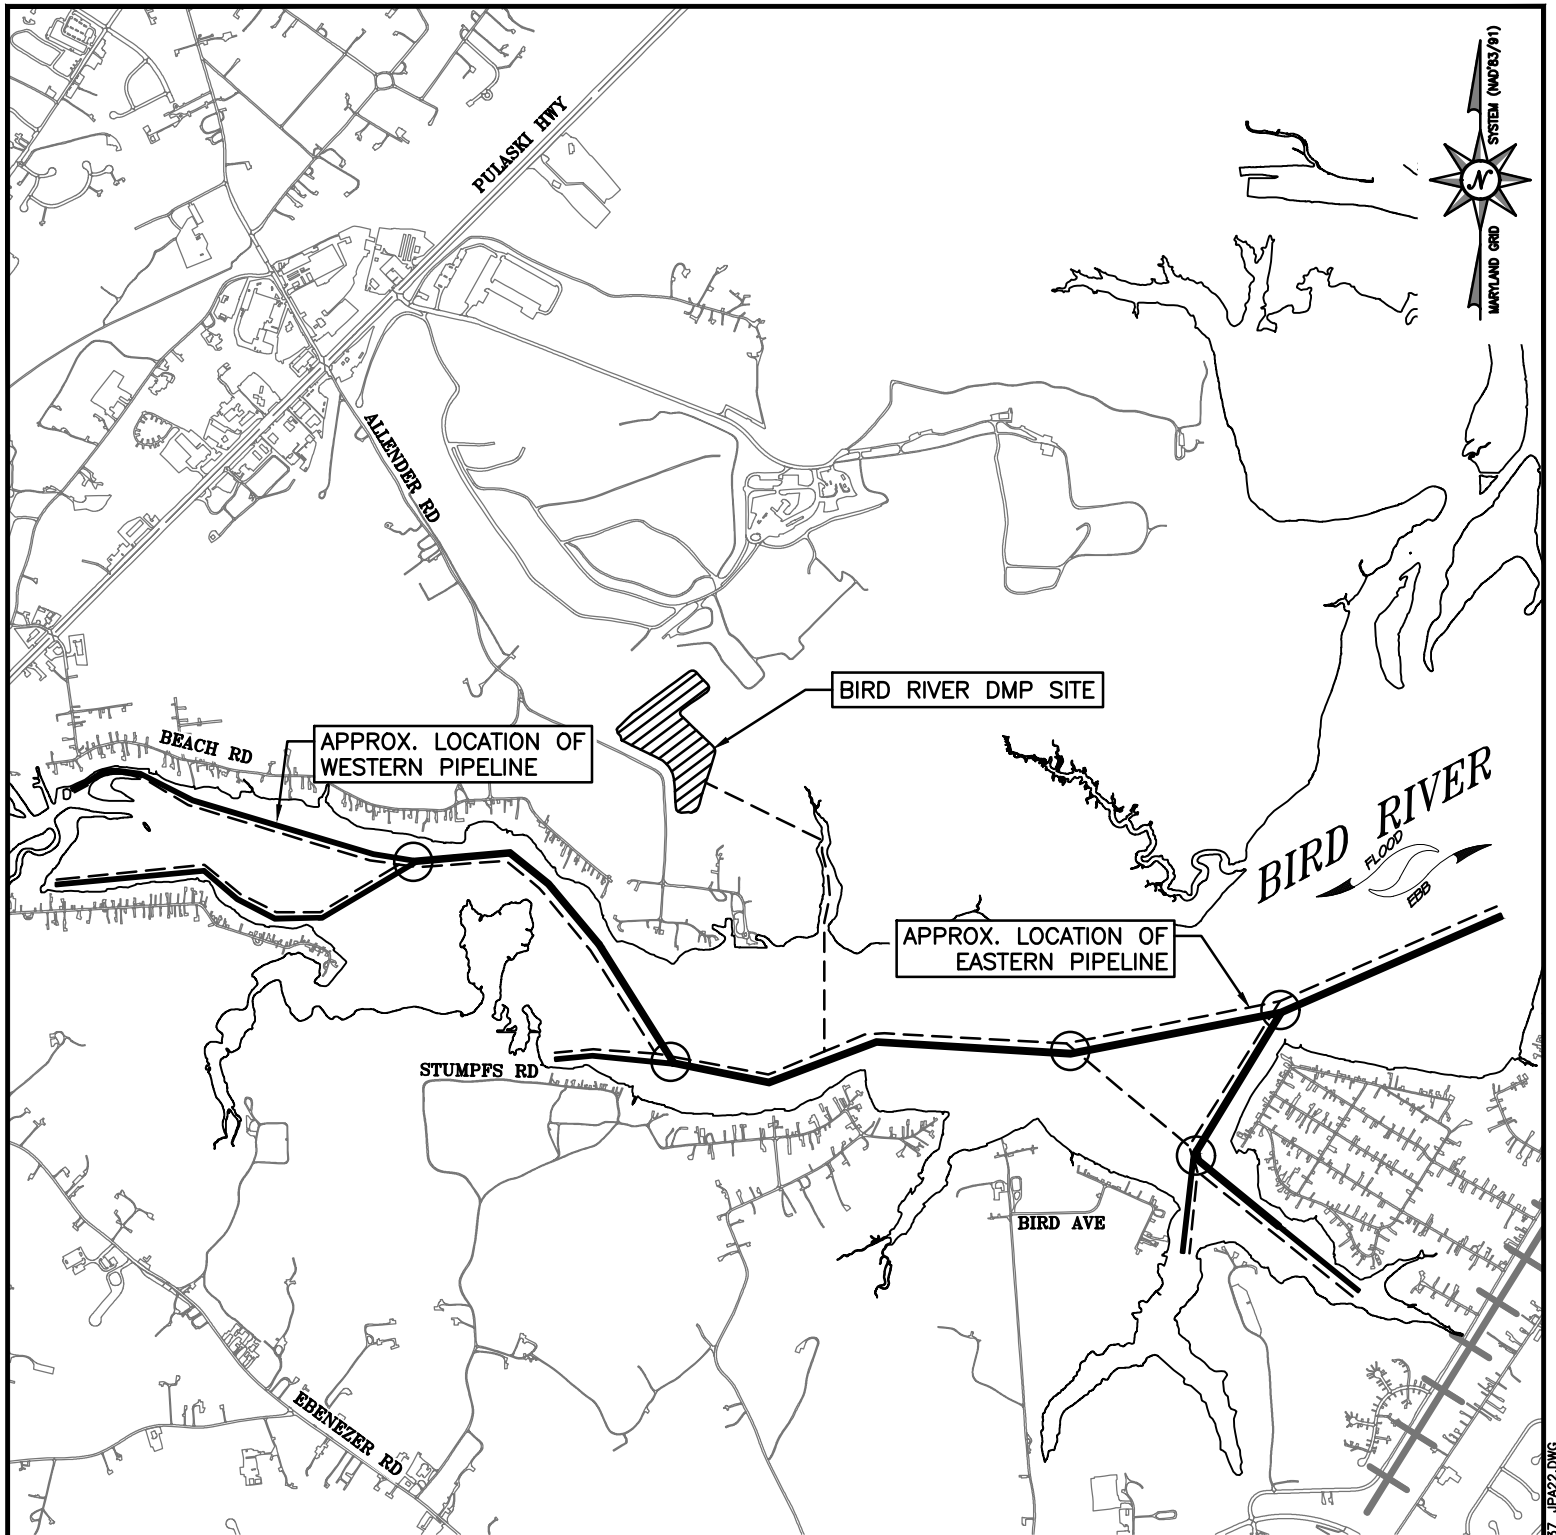 PULASKI HWY
SYSTEM (NAD'83/91)
N
MARYLAND GRID
ALLENDER RD
BIRD RIVER DMP SITE
BEACH RD
APPROX. LOCATION OF
WESTERN PIPELINE
BIRD RIVER
FLOOD
EBB
APPROX. LOCATION OF
EASTERN PIPELINE
STUMPFS RD
BIRD AVE
EBENEZER RD
JPA22.DWG